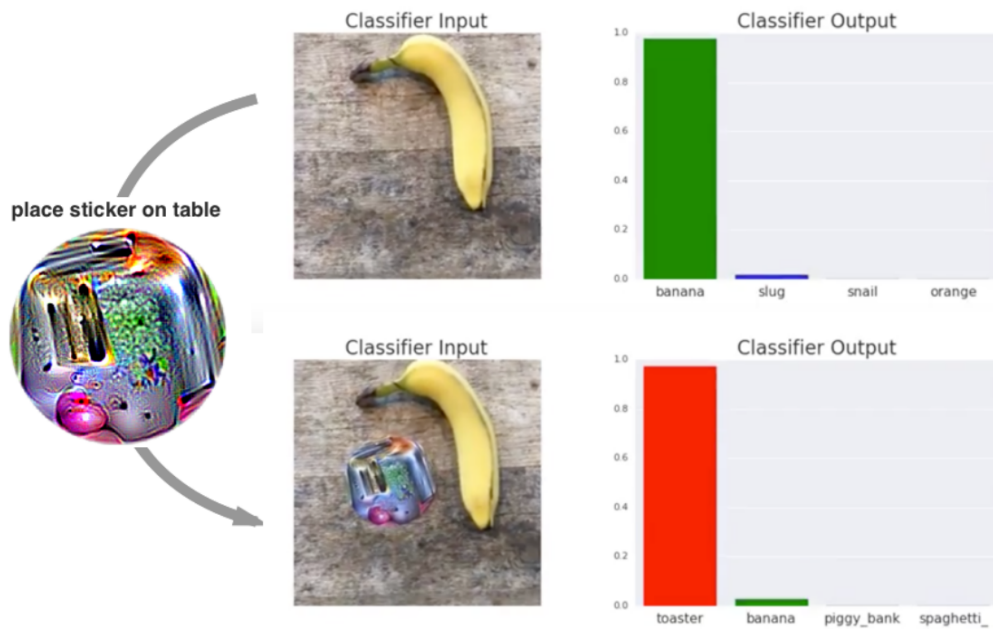 Classifier Input
Classifier Output
1.0
0.8
0.6
0.4
0.2
0.0
banana slug snail orange
place sticker on table
Classifier Input
Classifier Output
1.0
0.8
0.6
0.4
0.2
0.0
toaster banana piggy_bank spaghetti_